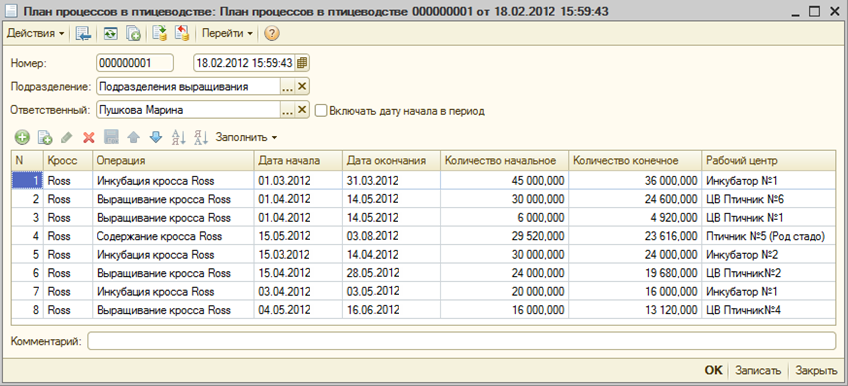 План процессов в птицеводстве: План процессов в птицеводстве 000000001 от 18.02.2012 15:59:43
Действия Перейти
Номер: 000000001 18.02.2012 15:59:43
Подразделение: Подразделения выращивания ...
Ответственный: Пушкова Марина ... Включать дату начала в период
Заполнить
N Кросс Операция Дата начала Дата окончания Количество начальное Количество конечное Рабочий центр
1 Ross Инкубация кросса Ross 01.03.2012 31.03.2012 45 000,000 36 000,000 Инкубатор №1
2 Ross Выращивание кросса Ross 01.04.2012 14.05.2012 30 000,000 24 600,000 ЦВ Птичник №6
3 Ross Выращивание кросса Ross 01.04.2012 14.05.2012 6 000,000 4 920,000 ЦВ Птичник №1
4 Ross Содержание кросса Ross 15.05.2012 03.08.2012 29 520,000 23 616,000 Птичник №5 (Род стадо)
5 Ross Инкубация кросса Ross 15.03.2012 14.04.2012 30 000,000 24 000,000 Инкубатор №2
6 Ross Выращивание кросса Ross 15.04.2012 28.05.2012 24 000,000 19 680,000 ЦВ Птичник№2
7 Ross Инкубация кросса Ross 03.04.2012 03.05.2012 20 000,000 16 000,000 Инкубатор №1
8 Ross Выращивание кросса Ross 04.05.2012 16.06.2012 16 000,000 13 120,000 ЦВ Птичник№4
Комментарий:
OK Записать Закрыть